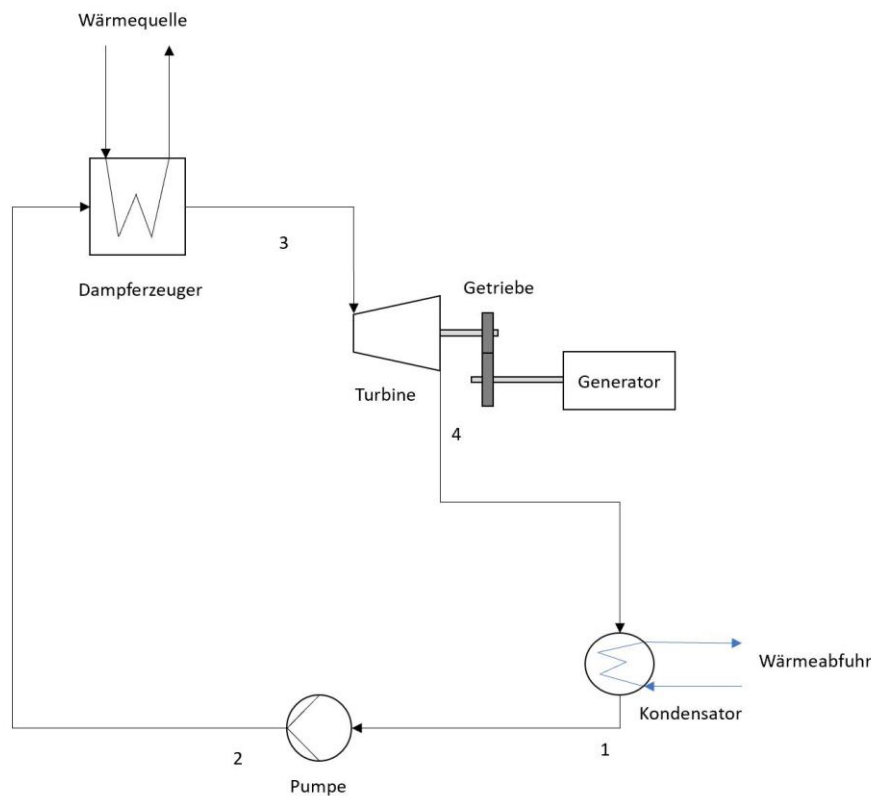 Wärmequelle
3
Dampferzeuger
Getriebe
Generator
Turbine
4
Wärmeabfuhr
Kondensator
1
2
Pumpe